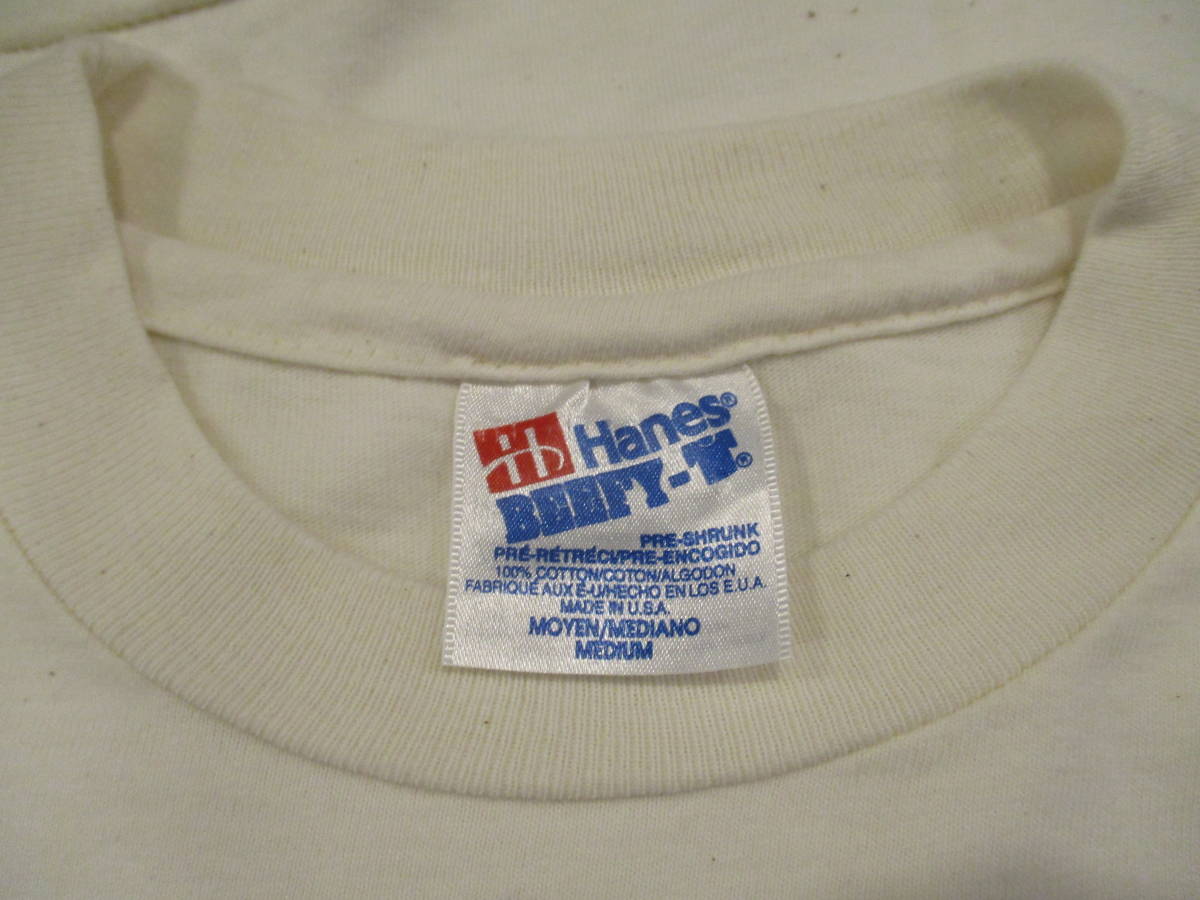 Hanes®
BEEFY-T®
PRE-SHRUNK
PRÉ-RÉTRÉCI/PRE-ENCOGIDO
100% COTTON/COTON/ALGODON
FABRIQUÉ AUX É-U/HECHO EN LOS E.U.A.
MADE IN U.S.A.
MOYEN/MEDIANO
MEDIUM